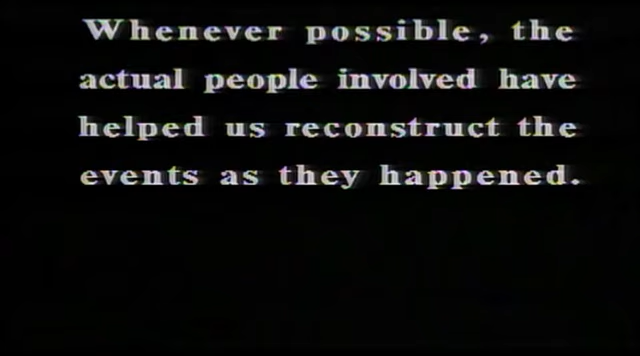 Whenever possible, the
actual people involved have
helped us reconstruct the
events as they happened.